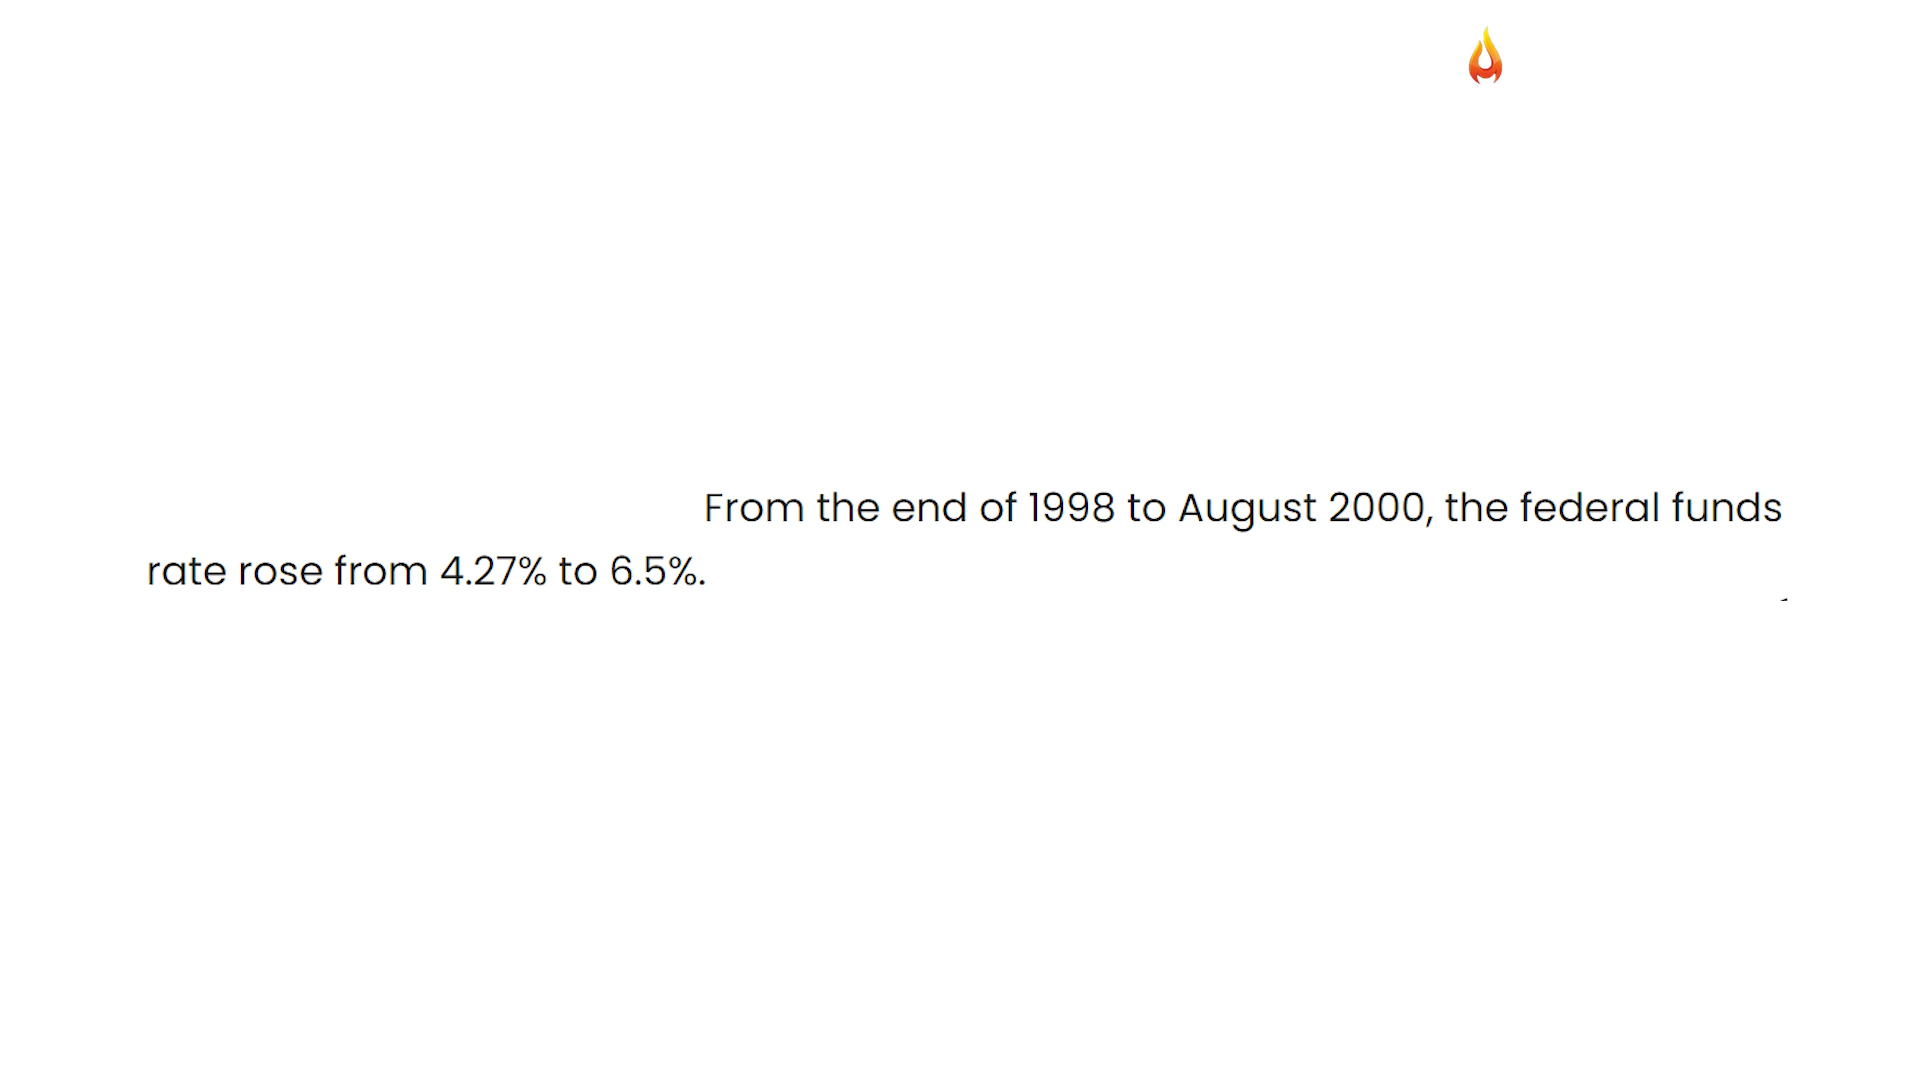 From the end of 1998 to August 2000, the federal funds
rate rose from 4.27% to 6.5%.